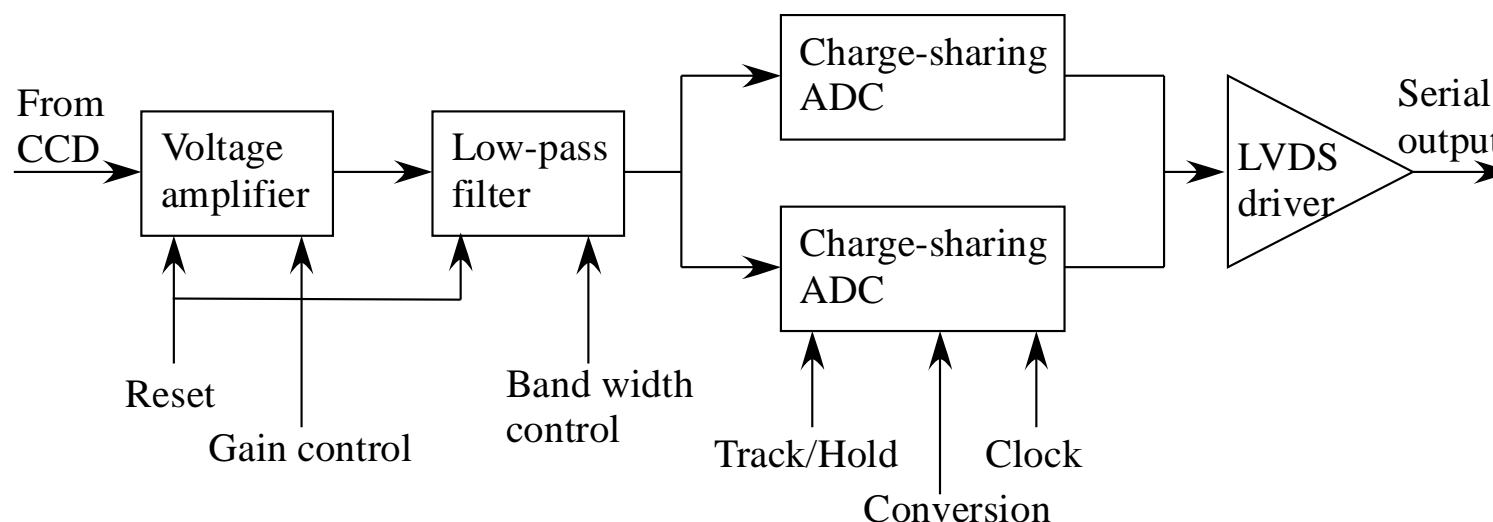 From
CCD
Voltage
amplifier
Low-pass
filter
Charge-sharing
ADC
Charge-sharing
ADC
LVDS
driver
Serial
output
Reset
Gain control
Band width
control
Track/Hold
Conversion
Clock